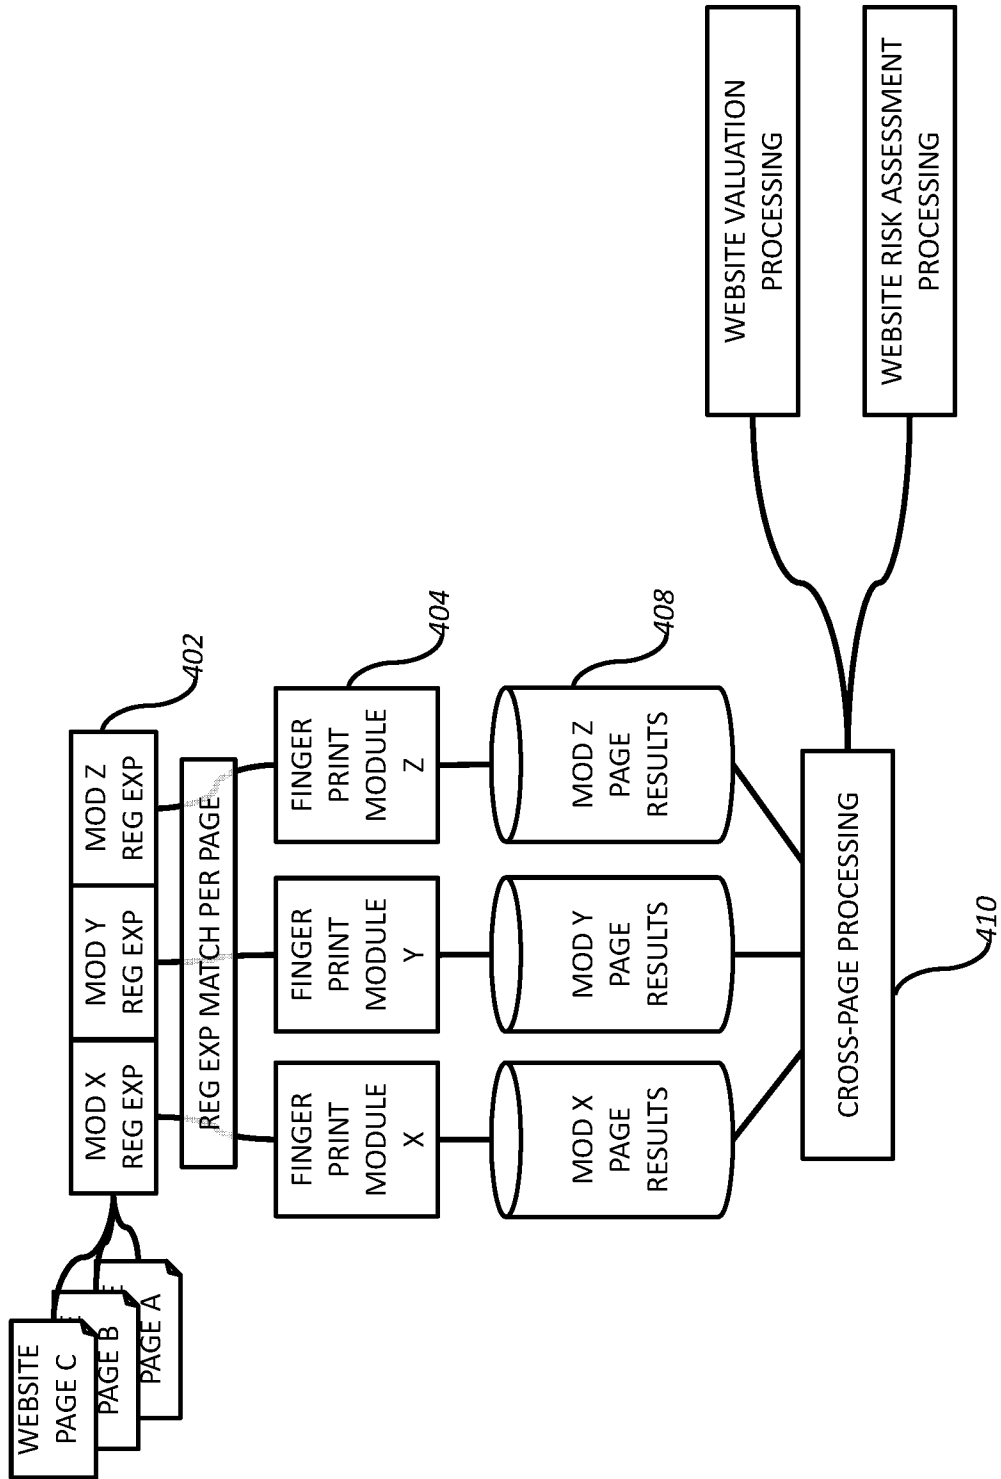 WEBSITE
PAGE C
E
PAGE B
E
PAGE A
MOD X
REG EXP
MOD Y
REG EXP
MOD Z
REG EXP
402
REG EXP MATCH PER PAGE
FINGER
PRINT
MODULE
X
FINGER
PRINT
MODULE
Y
FINGER
PRINT
MODULE
Z
404
MOD X
PAGE
RESULTS
MOD Y
PAGE
RESULTS
MOD Z
PAGE
RESULTS
408
CROSS-PAGE PROCESSING
410
WEBSITE VALUATION
PROCESSING
WEBSITE RISK ASSESSMENT
PROCESSING